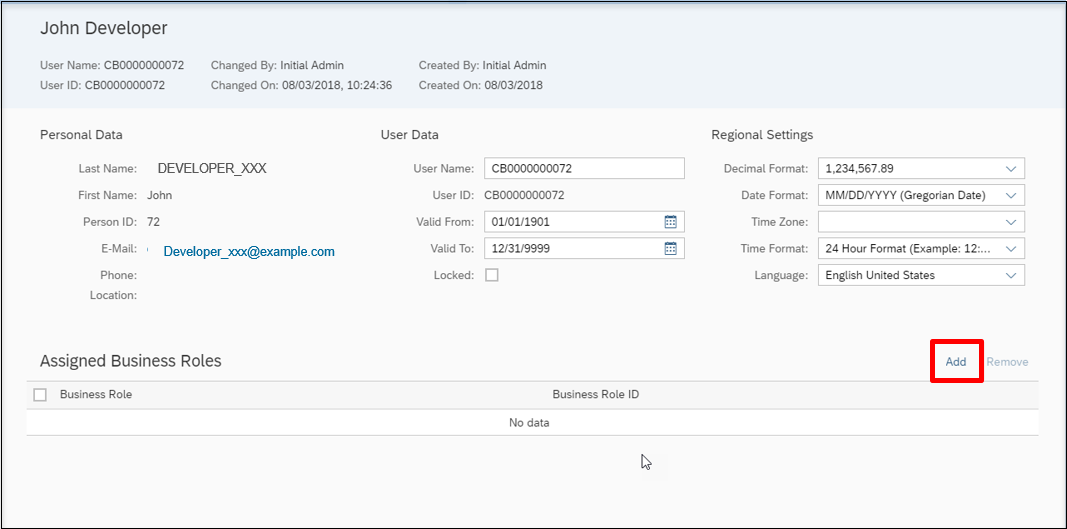 John Developer
User Name: CB0000000072 Changed By: Initial Admin Created By: Initial Admin
User ID: CB0000000072 Changed On: 08/03/2018, 10:24:36 Created On: 08/03/2018
Personal Data User Data Regional Settings
Last Name: DEVELOPER_XXX User Name: CB0000000072 Decimal Format: 1,234,567.89
First Name: John User ID: CB0000000072 Date Format: MM/DD/YYYY (Gregorian Date)
Person ID: 72 Valid From: 01/01/1901 Time Zone:
E-Mail: Developer_xxx@example.com Valid To: 12/31/9999 Time Format: 24 Hour Format (Example: 12:...
Phone: Locked: Language: English United States
Location:
Assigned Business Roles Add Remove
Business Role Business Role ID
No data